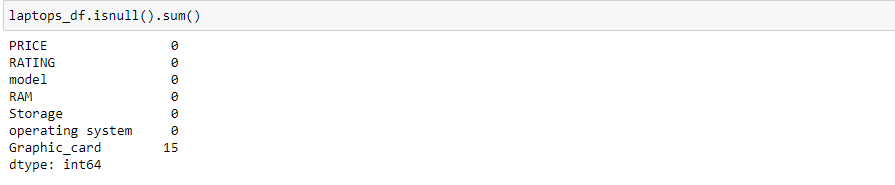 laptops_df.isnull().sum()
PRICE 0
RATING 0
model 0
RAM 0
Storage 0
operating system 0
Graphic_card 15
dtype: int64